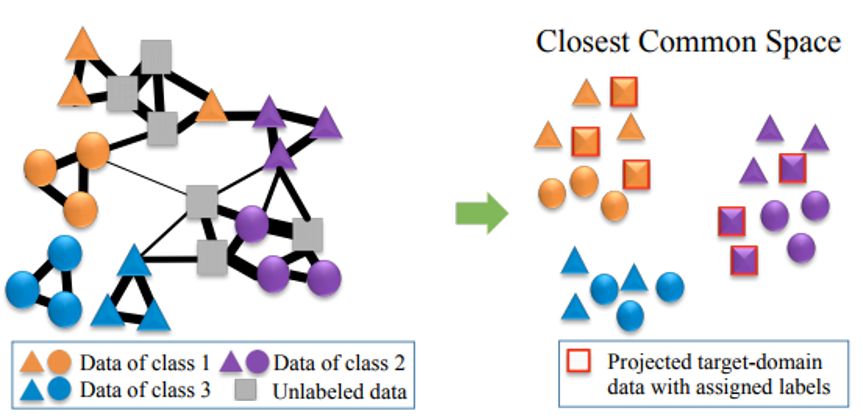 Closest Common Space
Data of class 1
Data of class 2
Data of class 3
Unlabeled data
Projected target-domain
data with assigned labels